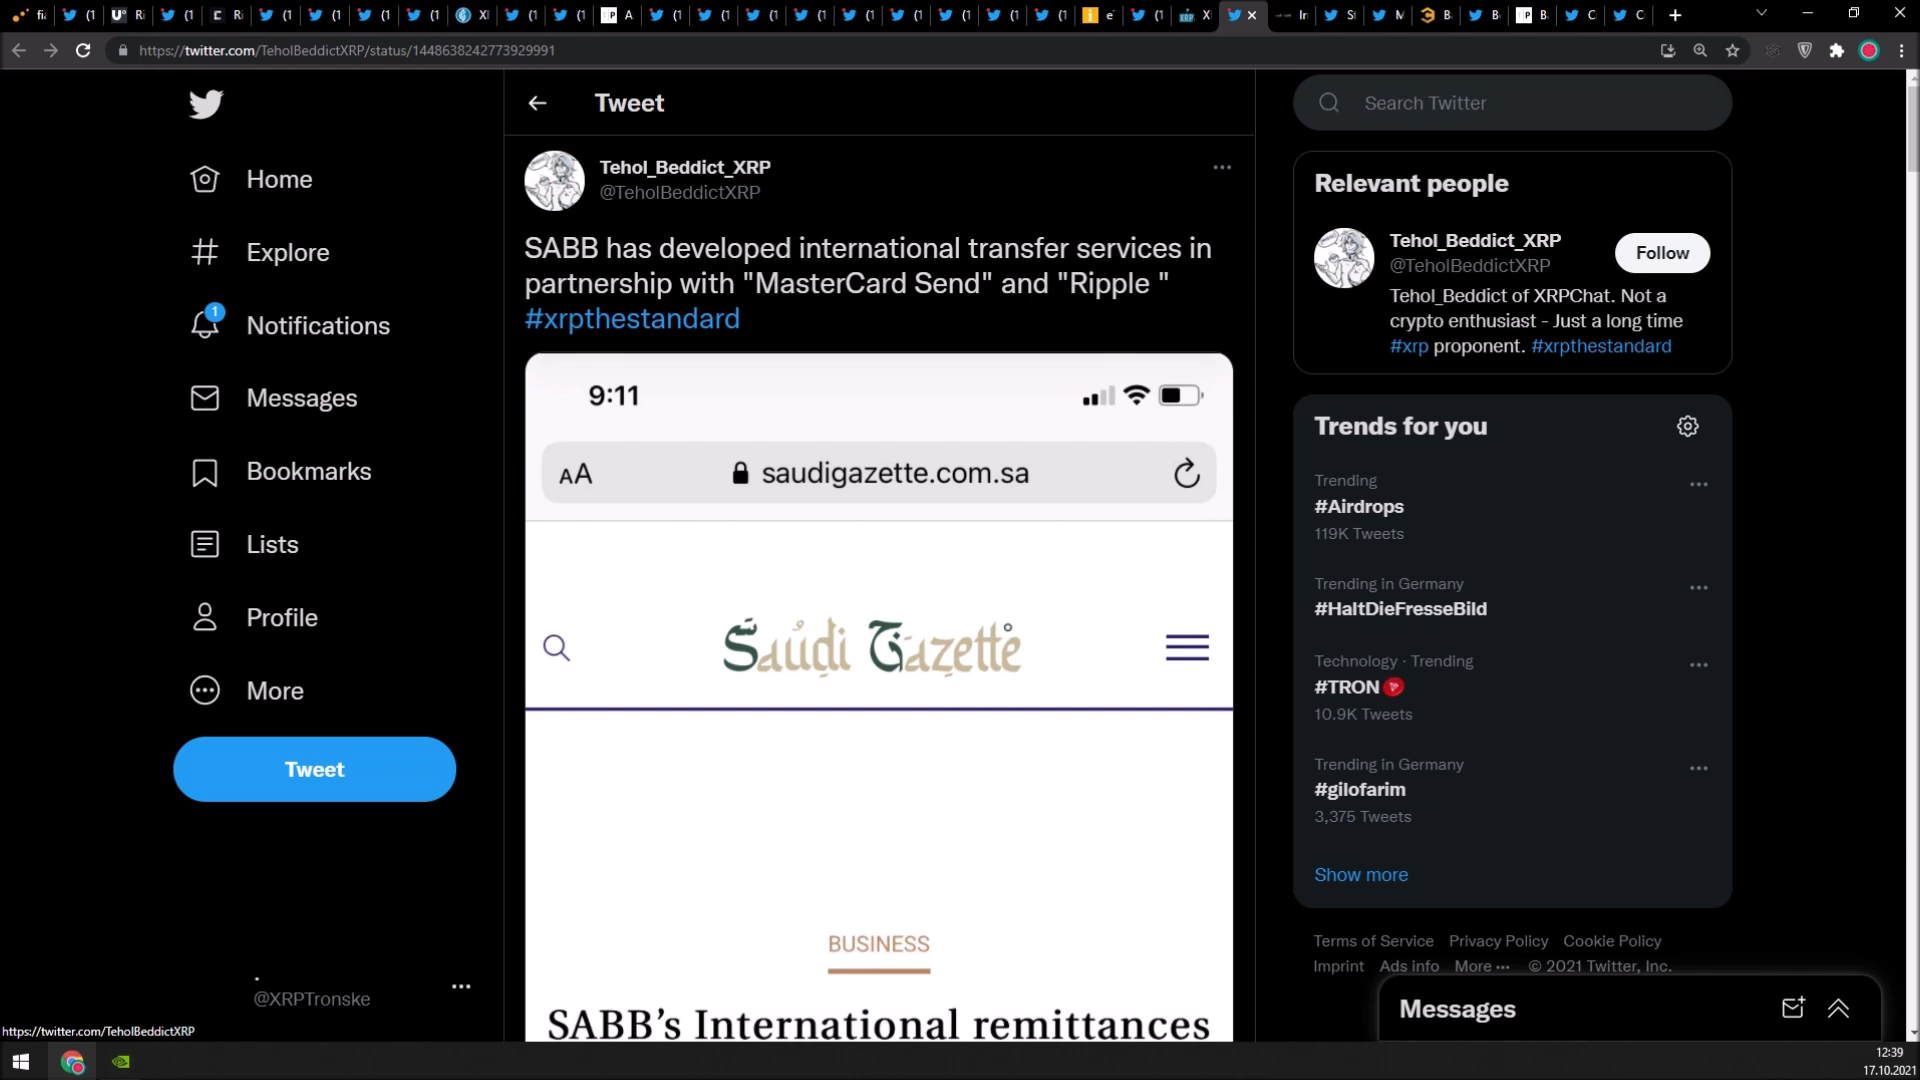 https://twitter.com/TeholBeddictXRP/status/1448638242773929991
Home
Explore
1
Notifications
Messages
Bookmarks
Lists
Profile
More
Tweet
@XRPTronske
https://twitter.com/TeholBeddictXRP
Tweet
Tehol_Beddict_XRP
@TeholBeddictXRP
SABB has developed international transfer services in
partnership with "MasterCard Send" and "Ripple "
#xrpthestandard
9:11
AA
saudigazette.com.sa
Saudi Gazette
BUSINESS
SABB’s International remittances
Search Twitter
Relevant people
Tehol_Beddict_XRP
@TeholBeddictXRP
Follow
Tehol_Beddict of XRPChat. Not a
crypto enthusiast - Just a long time
#xrp proponent. #xrpthestandard
Trends for you
Trending
#Airdrops
119K Tweets
Trending in Germany
#HaltDieFresseBild
Technology · Trending
#TRON
10.9K Tweets
Trending in Germany
#gilofarim
3,375 Tweets
Show more
Terms of Service Privacy Policy Cookie Policy
Imprint Ads info More ··· © 2021 Twitter, Inc.
Messages
12:39
17.10.2021